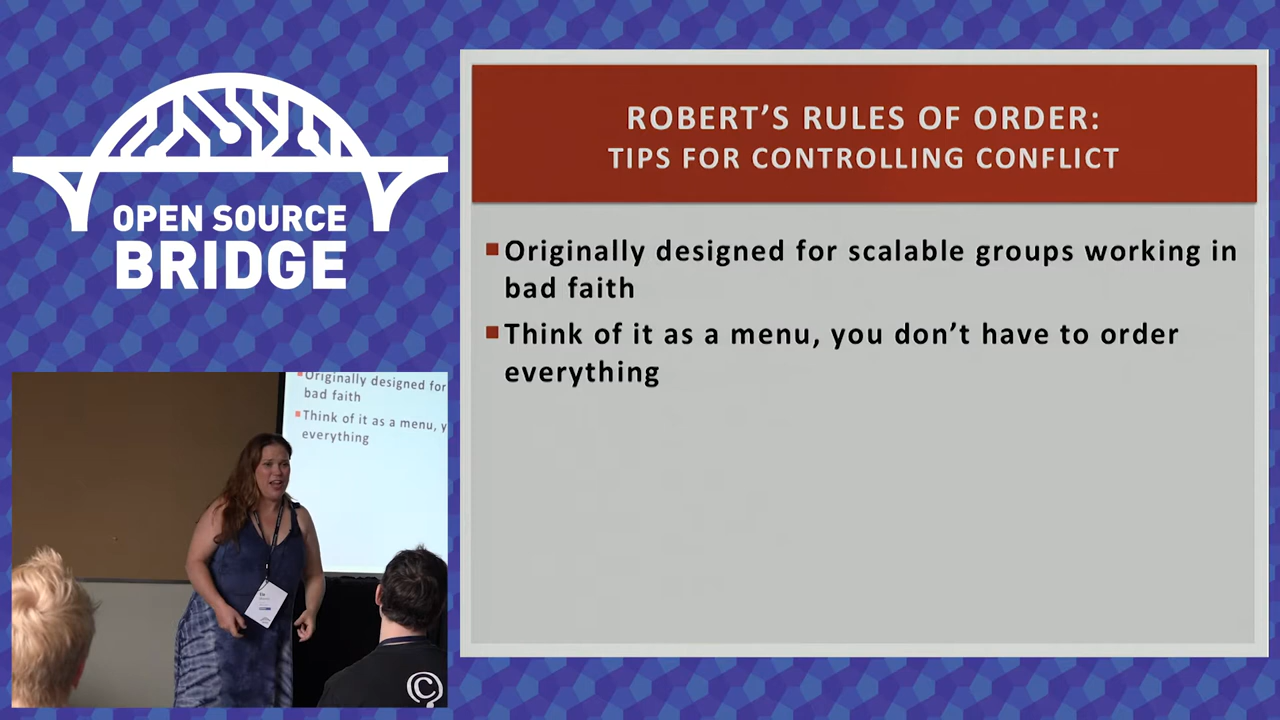 OPEN SOURCE
BRIDGE
ROBERT’S RULES OF ORDER:
TIPS FOR CONTROLLING CONFLICT
Originally designed for scalable groups working in
bad faith
Think of it as a menu, you don’t have to order
everything
Originally designed for
bad faith
Think of it as a menu, y
everything